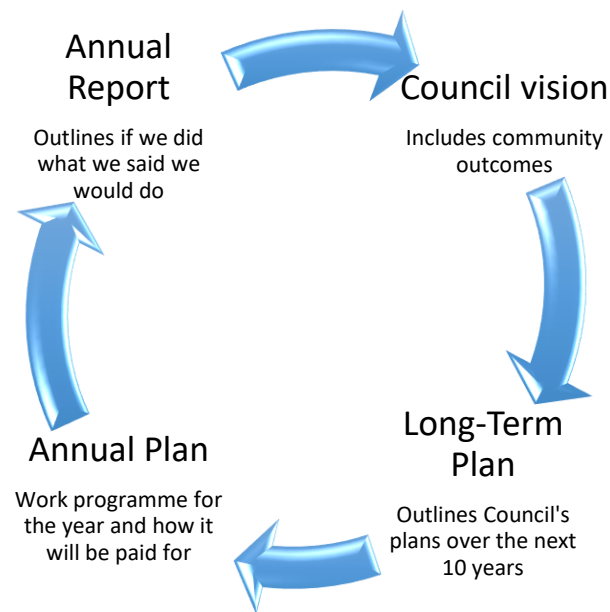 Annual
Report
Outlines if we did
what we said we
would do
Council vision
Includes community
outcomes
Long-Term
Plan
Outlines Council's
plans over the next
10 years
Annual Plan
Work programme for
the year and how it
will be paid for